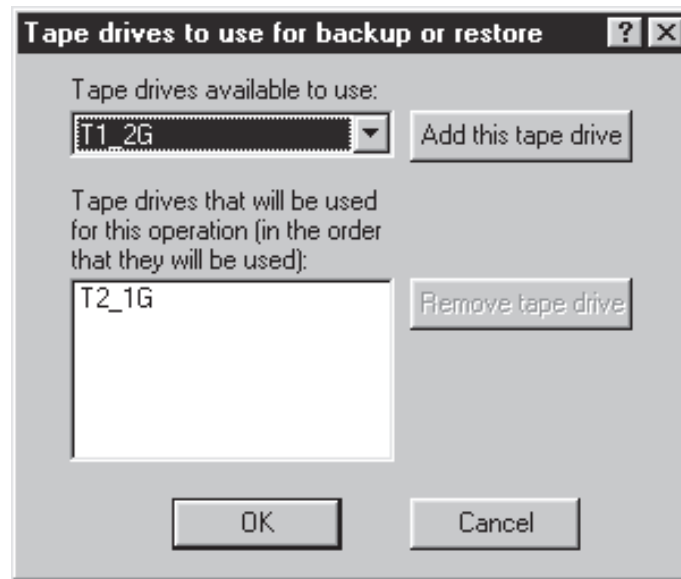 Tape drives to use for backup or restore ? X
Tape drives available to use:
T1_2G Add this tape drive
Tape drives that will be used
for this operation (in the order
that they will be used):
T2_1G Remove tape drive
OK Cancel